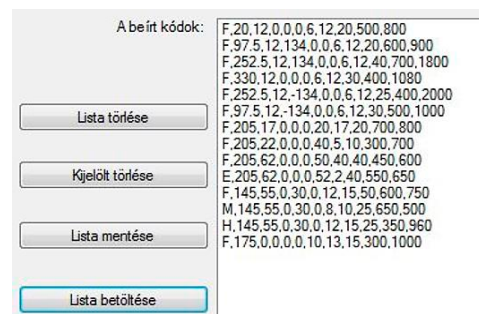 A beírt kódok:
F,20,12,0,0,0,6,12,20,500,800
F,97.5,12,134,0,0,6,12,20,600,900
F,252.5,12,134,0,0,6,12,40,700,1800
F,330,12,0,0,0,6,12,30,400,1080
F,252.5,12,-134,0,0,6,12,25,400,2000
F,97.5,12,-134,0,0,6,12,30,500,1000
F,205,17,0,0,0,20,17,20,700,800
F,205,22,0,0,0,40,5,10,300,700
F,205,62,0,0,0,50,40,40,450,600
E,205,62,0,0,0,52,2,40,550,650
F,145,55,0,30,0,12,15,50,600,750
M,145,55,0,30,0,8,10,25,650,500
H,145,55,0,30,0,12,15,25,350,960
F,175,0,0,0,0,10,13,15,300,1000
Lista törlése
Kijelölt törlése
Lista mentése
Lista betöltése